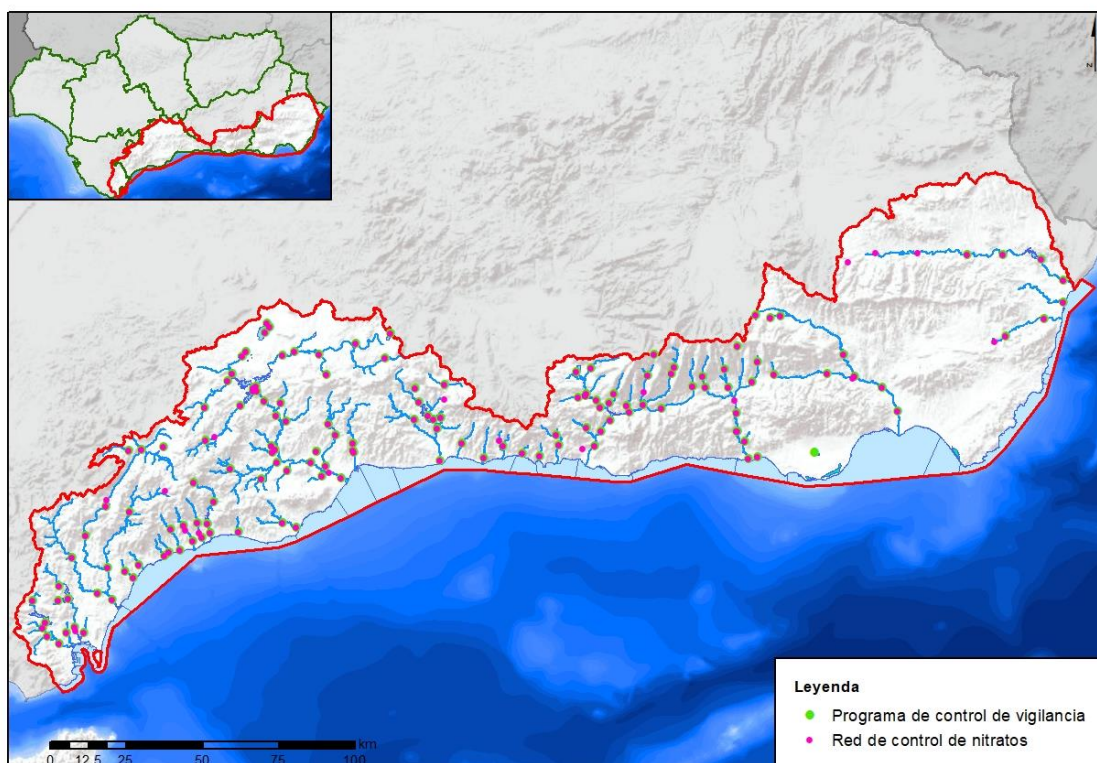 N
Leyenda
Programa de control de vigilancia
Red de control de nitratos
km
0 12,5 25 50 75 100